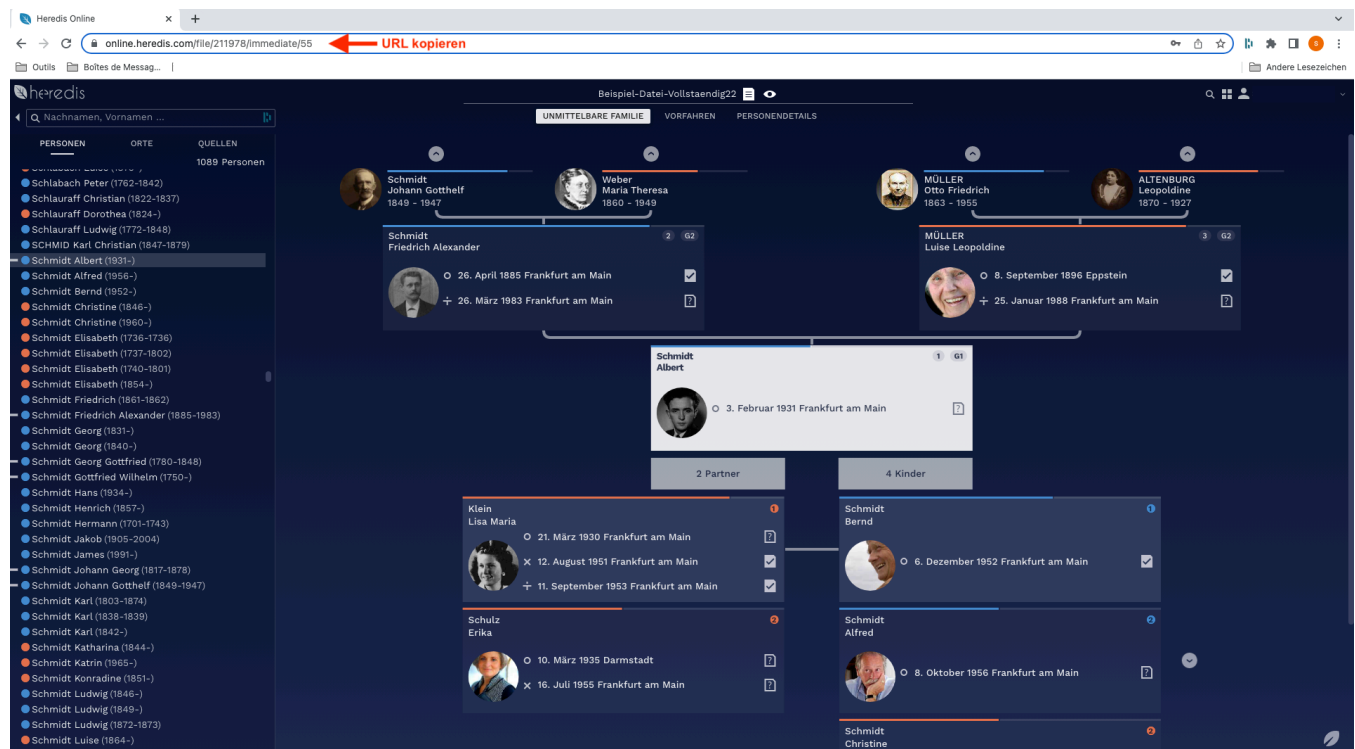 Heredis Online
online.heredis.com/file/211978/immediate/55
URL kopieren
Outils
Boîtes de Messag...
Andere Lesezeichen
heredis
Beispiel-Datei-Vollstaendig22
Nachnamen, Vornamen ...
UNMITTELBARE FAMILIE VORFAHREN PERSONENDETAILS
PERSONEN ORTE QUELLEN
1089 Personen
Schlabach Peter (1762-1842)
Schlauraff Christian (1822-1837)
Schlauraff Dorothea (1824-)
Schlauraff Ludwig (1772-1848)
SCHMID Karl Christian (1847-1879)
Schmidt Albert (1931-)
Schmidt Alfred (1956-)
Schmidt Bernd (1952-)
Schmidt Christine (1846-)
Schmidt Christine (1960-)
Schmidt Elisabeth (1736-1736)
Schmidt Elisabeth (1737-1802)
Schmidt Elisabeth (1740-1801)
Schmidt Elisabeth (1854-)
Schmidt Friedrich (1861-1862)
Schmidt Friedrich Alexander (1885-1983)
Schmidt Georg (1831-)
Schmidt Georg (1840-)
Schmidt Georg Gottfried (1780-1848)
Schmidt Gottfried Wilhelm (1750-)
Schmidt Hans (1934-)
Schmidt Henrich (1857-)
Schmidt Hermann (1701-1743)
Schmidt Jakob (1905-2004)
Schmidt James (1991-)
Schmidt Johann Georg (1817-1878)
Schmidt Johann Gotthelf (1849-1947)
Schmidt Karl (1803-1874)
Schmidt Karl (1838-1839)
Schmidt Karl (1842-)
Schmidt Katharina (1844-)
Schmidt Katrin (1965-)
Schmidt Konradine (1851-)
Schmidt Ludwig (1846-)
Schmidt Ludwig (1849-)
Schmidt Ludwig (1872-1873)
Schmidt Luise (1864-)
Schmidt
Johann Gotthelf
1849 - 1947
Weber
Maria Theresa
1860 - 1949
MÜLLER
Otto Friedrich
1863 - 1955
ALTENBURG
Leopoldine
1870 - 1927
Schmidt 2 G2
Friedrich Alexander
26. April 1885 Frankfurt am Main
26. März 1983 Frankfurt am Main
MÜLLER 3 G2
Luise Leopoldine
8. September 1896 Eppstein
25. Januar 1988 Frankfurt am Main
Schmidt 1 G1
Albert
3. Februar 1931 Frankfurt am Main
2 Partner
4 Kinder
Klein 1
Lisa Maria
21. März 1930 Frankfurt am Main
12. August 1951 Frankfurt am Main
11. September 1953 Frankfurt am Main
Schmidt 1
Bernd
6. Dezember 1952 Frankfurt am Main
Schulz 2
Erika
10. März 1935 Darmstadt
16. Juli 1955 Frankfurt am Main
Schmidt 2
Alfred
8. Oktober 1956 Frankfurt am Main
Schmidt 2
Christine